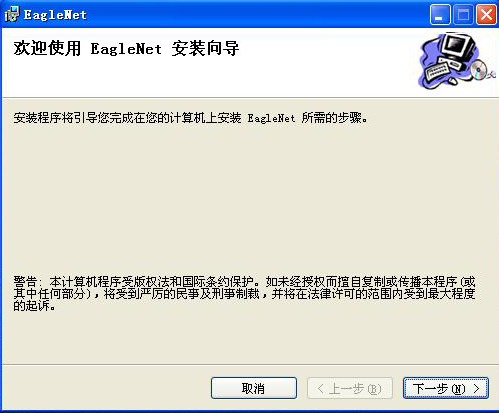 EagleNet
欢迎使用 EagleNet 安装向导
安装程序将引导您完成在您的计算机上安装 EagleNet 所需的步骤。
警告: 本计算机程序受版权法和国际条约保护。如未经授权而擅自复制或传播本程序(或
其中任何部分)，将受到严厉的民事及刑事制裁，并将在法律许可的范围内受到最大程度
的起诉。
取消
< 上一步(B)
下一步(N) >